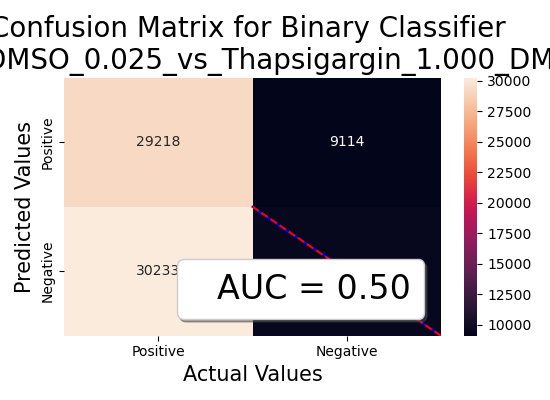 Confusion Matrix for Binary Classifier
DMSO_0.025_vs_Thapsigargin_1.000_DM
Predicted Values
Positive
Negative
29218
9114
30233
AUC = 0.50
Positive
Negative
Actual Values
30000
27500
25000
22500
20000
17500
15000
12500
10000